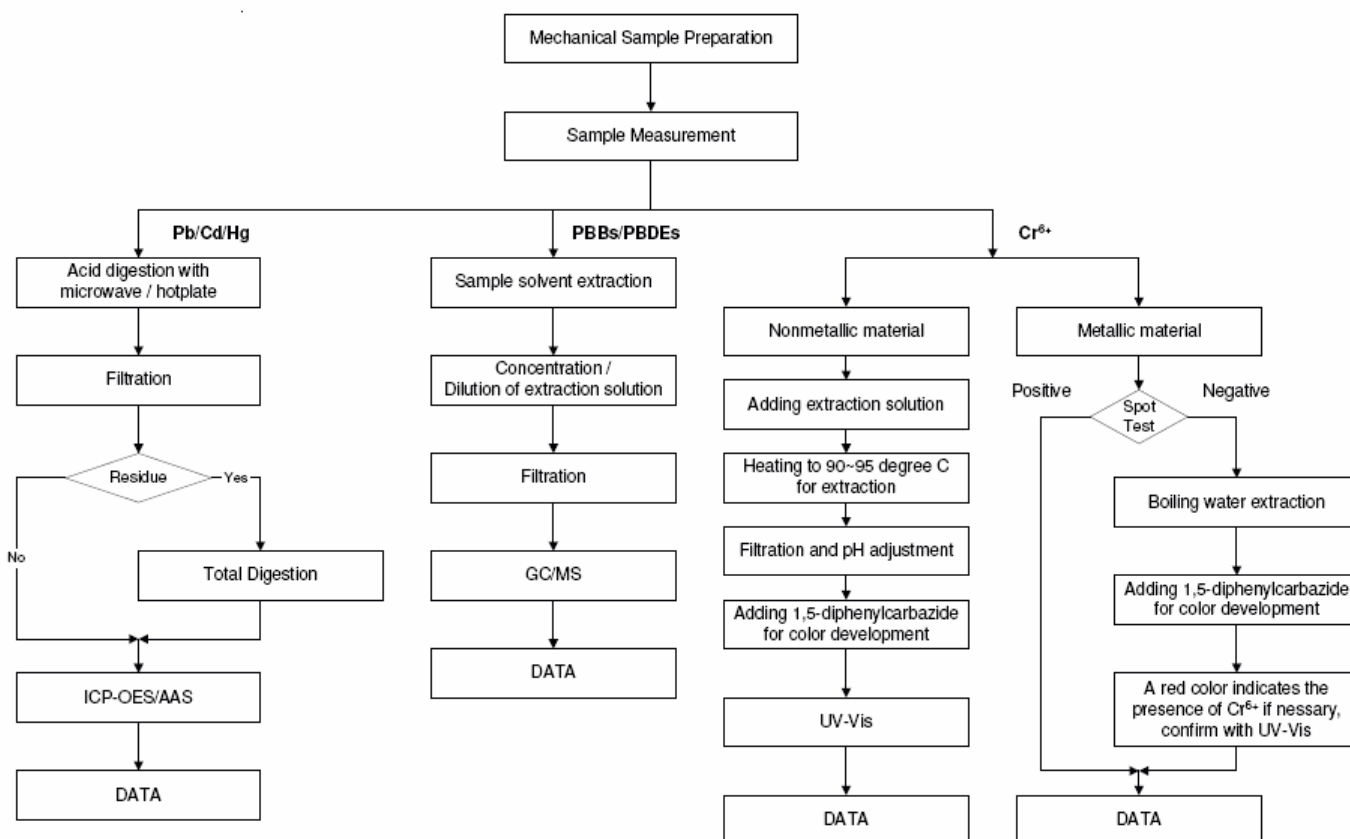 Mechanical Sample Preparation
Sample Measurement
Pb/Cd/Hg
Acid digestion with
microwave / hotplate
Filtration
Residue
Yes
No
Total Digestion
ICP-OES/AAS
DATA
PBBs/PBDEs
Sample solvent extraction
Concentration /
Dilution of extraction solution
Filtration
GC/MS
DATA
Cr⁶⁺
Nonmetallic material
Adding extraction solution
Heating to 90~95 degree C
for extraction
Filtration and pH adjustment
Adding 1,5-diphenylcarbazide
for color development
UV-Vis
DATA
Metallic material
Positive
Negative
Spot
Test
Boiling water extraction
Adding 1,5-diphenylcarbazide
for color development
A red color indicates the
presence of Cr⁶⁺ if nessary,
confirm with UV-Vis
DATA